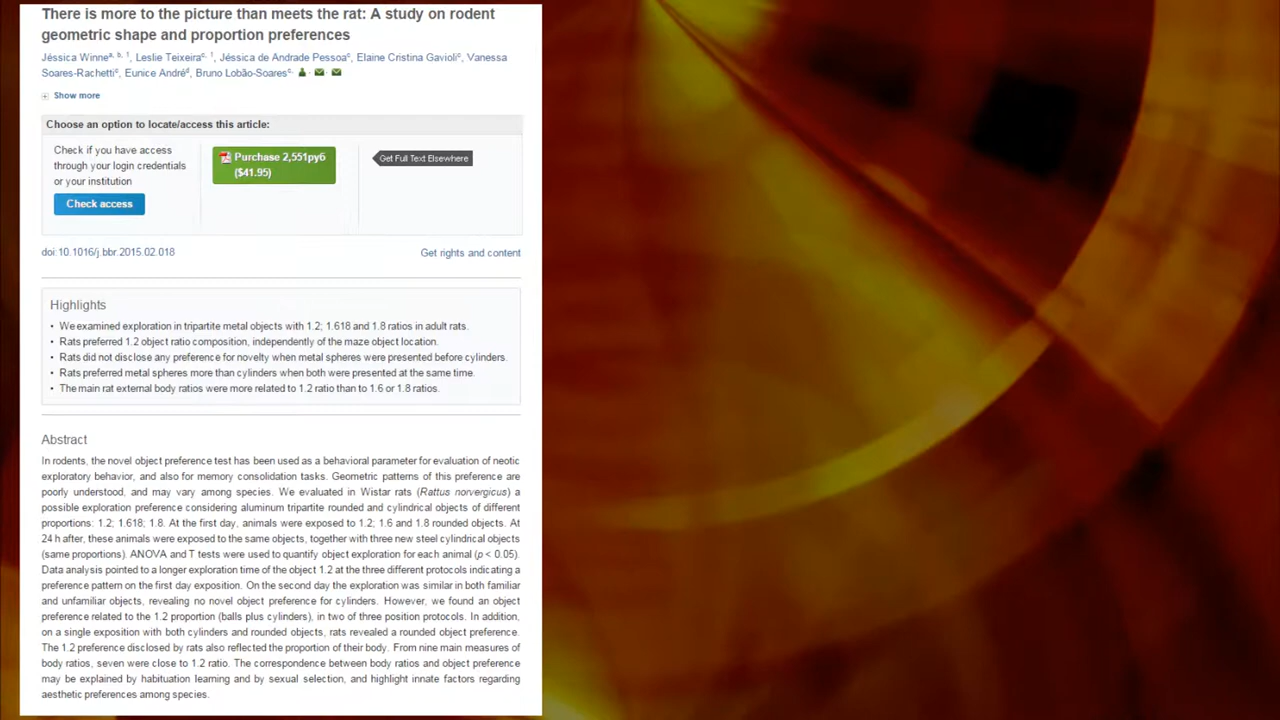 There is more to the picture than meets the rat: A study on rodent
geometric shape and proportion preferences
Jéssica Winneᵃ, ᵇ, ¹, Leslie Teixeiraᶜ, ¹, Jéssica de Andrade Pessoaᶜ, Elaine Cristina Gavioliᶜ, Vanessa
Soares-Rachettiᶜ, Eunice Andréᵈ, Bruno Lobão-Soaresᶜ,
Show more
Choose an option to locate/access this article:
Check if you have access
through your login credentials
or your institution
Check access
Purchase 2,551руб
($41.95)
Get Full Text Elsewhere
doi:10.1016/j.bbr.2015.02.018
Get rights and content
Highlights
• We examined exploration in tripartite metal objects with 1.2; 1.618 and 1.8 ratios in adult rats.
• Rats preferred 1.2 object ratio composition, independently of the maze object location.
• Rats did not disclose any preference for novelty when metal spheres were presented before cylinders.
• Rats preferred metal spheres more than cylinders when both were presented at the same time.
• The main rat external body ratios were more related to 1.2 ratio than to 1.6 or 1.8 ratios.
Abstract
In rodents, the novel object preference test has been used as a behavioral parameter for evaluation of neotic
exploratory behavior, and also for memory consolidation tasks. Geometric patterns of this preference are
poorly understood, and may vary among species. We evaluated in Wistar rats (Rattus norvergicus) a
possible exploration preference considering aluminum tripartite rounded and cylindrical objects of different
proportions: 1.2; 1.618; 1.8. At the first day, animals were exposed to 1.2; 1.6 and 1.8 rounded objects. At
24 h after, these animals were exposed to the same objects, together with three new steel cylindrical objects
(same proportions). ANOVA and T tests were used to quantify object exploration for each animal (p < 0.05).
Data analysis pointed to a longer exploration time of the object 1.2 at the three different protocols indicating a
preference pattern on the first day exposition. On the second day the exploration was similar in both familiar
and unfamiliar objects, revealing no novel object preference for cylinders. However, we found an object
preference related to the 1.2 proportion (balls plus cylinders), in two of three position protocols. In addition,
on a single exposition with both cylinders and rounded objects, rats revealed a rounded object preference.
The 1.2 preference disclosed by rats also reflected the proportion of their body. From nine main measures of
body ratios, seven were close to 1.2 ratio. The correspondence between body ratios and object preference
may be explained by habituation learning and by sexual selection, and highlight innate factors regarding
aesthetic preferences among species.